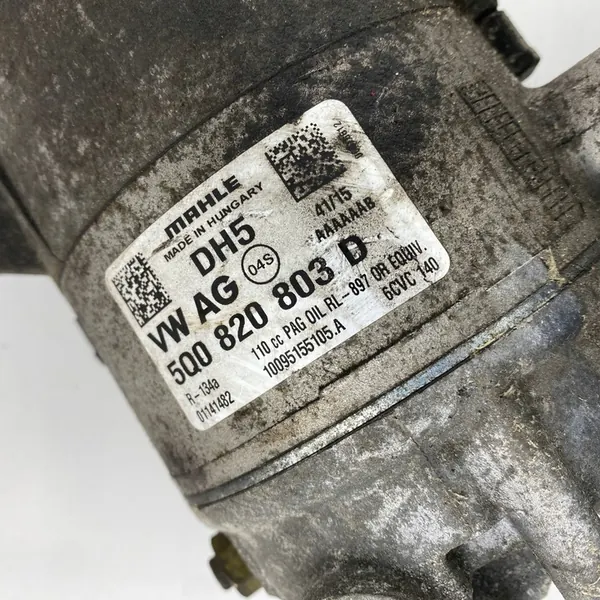 MAHLE
MADE IN HUNGARY
DH5
41/15
AAAAAAB
VW AG 04S
5Q0 820 803 D
110 cc PAG OIL RL-897 OR EQUIV.
R-134a
10095155105.A
6CVC 140
01141482